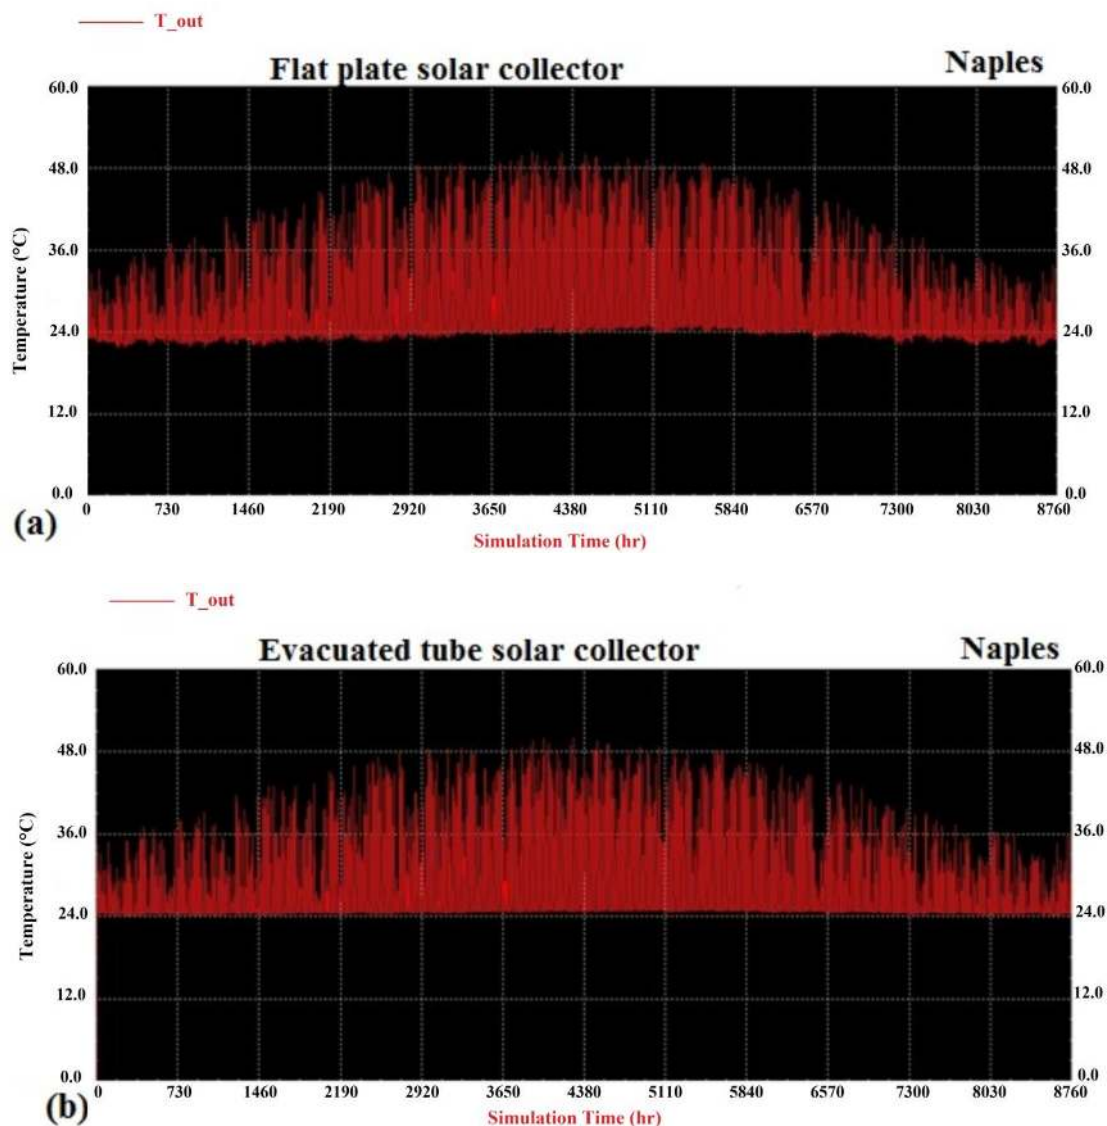 T_out
Flat plate solar collector
Naples
60.0
60.0
48.0
48.0
36.0
36.0
Temperature (°C)
24.0
24.0
12.0
12.0
0.0
0.0
0 730 1460 2190 2920 3650 4380 5110 5840 6570 7300 8030 8760
(a)
Simulation Time (hr)
T_out
Evacuated tube solar collector
Naples
60.0
60.0
48.0
48.0
36.0
36.0
Temperature (°C)
24.0
24.0
12.0
12.0
0.0
0.0
0 730 1460 2190 2920 3650 4380 5110 5840 6570 7300 8030 8760
(b)
Simulation Time (hr)